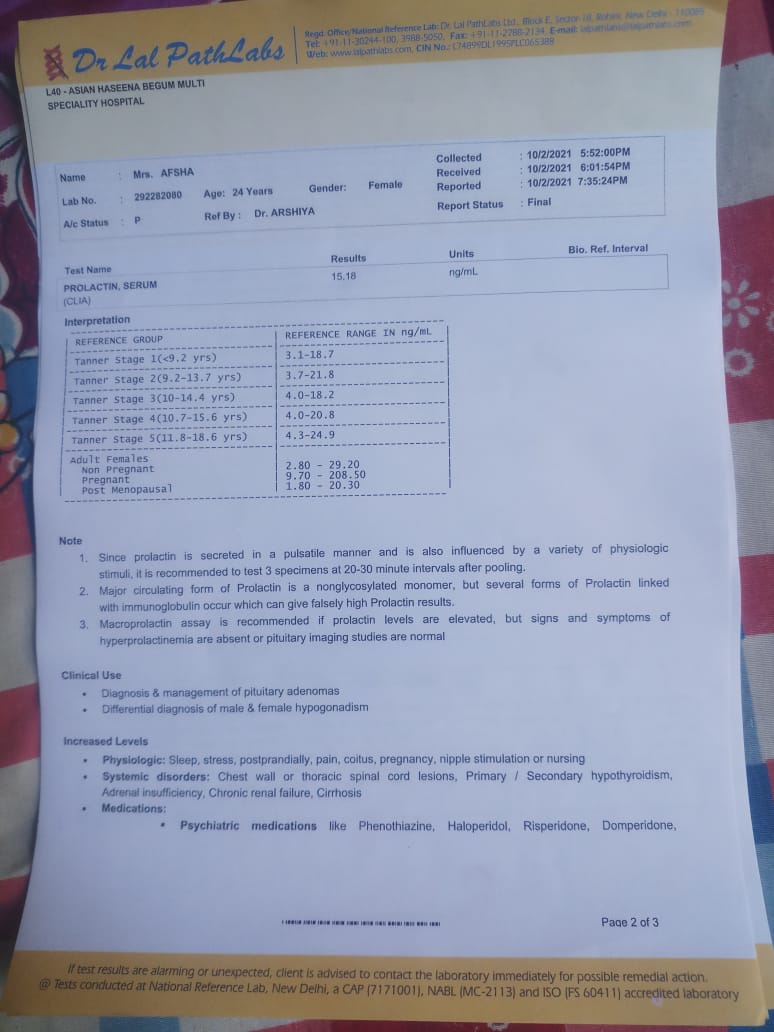 Dr Lal PathLabs
Regd. Office/National Reference Lab: Dr. Lal PathLabs Ltd., Block E, Sector-18, Rohini, New Delhi - 110085
Tel: +91-11-30244-100, 3988-5050, Fax: +91-11-2788-2134, E-mail: lalpathlabs@lalpathlabs.com
Web: www.lalpathlabs.com, CIN No.: L74899DL1995PLC065388
L40 - ASIAN HASEENA BEGUM MULTI
SPECIALITY HOSPITAL
Name : Mrs. AFSHA Collected : 10/2/2021 5:52:00PM
Received : 10/2/2021 6:01:54PM
Lab No. : 292282080 Age: 24 Years Gender: Female Reported : 10/2/2021 7:35:24PM
A/c Status : P Ref By : Dr. ARSHIYA Report Status : Final
Test Name Results Units Bio. Ref. Interval
PROLACTIN, SERUM 15.18 ng/mL
(CLIA)
Interpretation
REFERENCE GROUP | REFERENCE RANGE IN ng/mL
Tanner Stage 1(<9.2 yrs) | 3.1-18.7
Tanner Stage 2(9.2-13.7 yrs) | 3.7-21.8
Tanner Stage 3(10-14.4 yrs) | 4.0-18.2
Tanner Stage 4(10.7-15.6 yrs) | 4.0-20.8
Tanner Stage 5(11.8-18.6 yrs) | 4.3-24.9
Adult Females
Non Pregnant | 2.80 - 29.20
Pregnant | 9.70 - 208.50
Post Menopausal | 1.80 - 20.30
Note
1. Since prolactin is secreted in a pulsatile manner and is also influenced by a variety of physiologic
stimuli, it is recommended to test 3 specimens at 20-30 minute intervals after pooling.
2. Major circulating form of Prolactin is a nonglycosylated monomer, but several forms of Prolactin linked
with immunoglobulin occur which can give falsely high Prolactin results.
3. Macroprolactin assay is recommended if prolactin levels are elevated, but signs and symptoms of
hyperprolactinemia are absent or pituitary imaging studies are normal
Clinical Use
• Diagnosis & management of pituitary adenomas
• Differential diagnosis of male & female hypogonadism
Increased Levels
• Physiologic: Sleep, stress, postprandially, pain, coitus, pregnancy, nipple stimulation or nursing
• Systemic disorders: Chest wall or thoracic spinal cord lesions, Primary / Secondary hypothyroidism,
Adrenal insufficiency, Chronic renal failure, Cirrhosis
• Medications:
• Psychiatric medications like Phenothiazine, Haloperidol, Risperidone, Domperidone,
Page 2 of 3
If test results are alarming or unexpected, client is advised to contact the laboratory immediately for possible remedial action.
@ Tests conducted at National Reference Lab, New Delhi, a CAP (7171001), NABL (MC-2113) and ISO (FS 60411) accredited laboratory